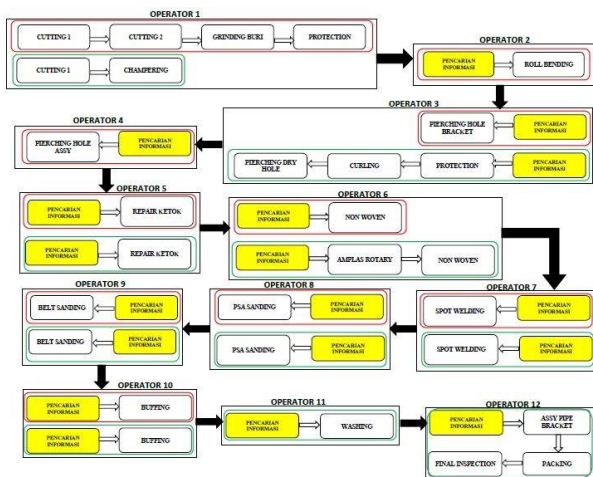 OPERATOR 1
CUTTING 1
CUTTING 2
GRINDING BURI
PROTECTION
CUTTING 1
CHAMPERING
OPERATOR 2
PENCARIAN
INFORMASI
ROLL BENDING
OPERATOR 3
PIERCHING HOLE
BRACKET
PENCARIAN
INFORMASI
PIERCHING DRY
HOLE
CURLING
PROTECTION
PENCARIAN
INFORMASI
OPERATOR 4
PIERCHING HOLE
ASSY
PENCARIAN
INFORMASI
OPERATOR 5
PENCARIAN
INFORMASI
REPAIR KETOK
PENCARIAN
INFORMASI
REPAIR KETOK
OPERATOR 6
PENCARIAN
INFORMASI
NON WOVEN
PENCARIAN
INFORMASI
AMPLAS ROTARY
NON WOVEN
OPERATOR 7
SPOT WELDING
PENCARIAN
INFORMASI
SPOT WELDING
PENCARIAN
INFORMASI
OPERATOR 8
PSA SANDING
PENCARIAN
INFORMASI
PSA SANDING
PENCARIAN
INFORMASI
OPERATOR 9
BELT SANDING
PENCARIAN
INFORMASI
BELT SANDING
PENCARIAN
INFORMASI
OPERATOR 10
PENCARIAN
INFORMASI
BUFFING
PENCARIAN
INFORMASI
BUFFING
OPERATOR 11
PENCARIAN
INFORMASI
WASHING
OPERATOR 12
PENCARIAN
INFORMASI
ASSY PIPE
BRACKET
FINAL INSPECTION
PACKING